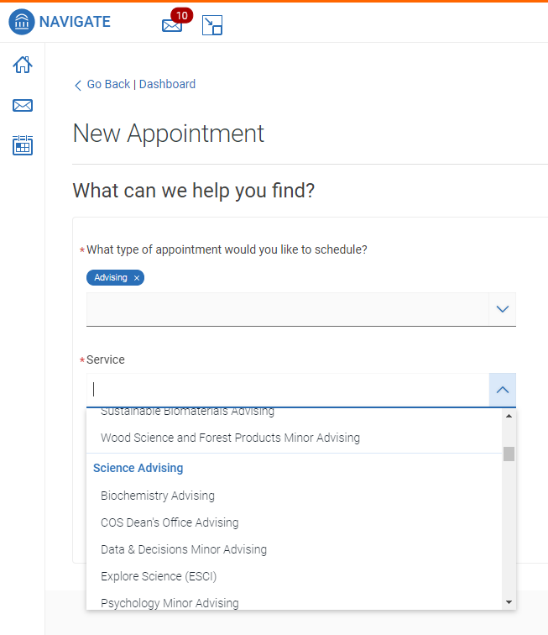 NAVIGATE
10
Go Back | Dashboard
New Appointment
What can we help you find?
*What type of appointment would you like to schedule?
Advising ×
*Service
Sustainable Biomaterials Advising
Wood Science and Forest Products Minor Advising
Science Advising
Biochemistry Advising
COS Dean's Office Advising
Data & Decisions Minor Advising
Explore Science (ESCI)
Psychology Minor Advising